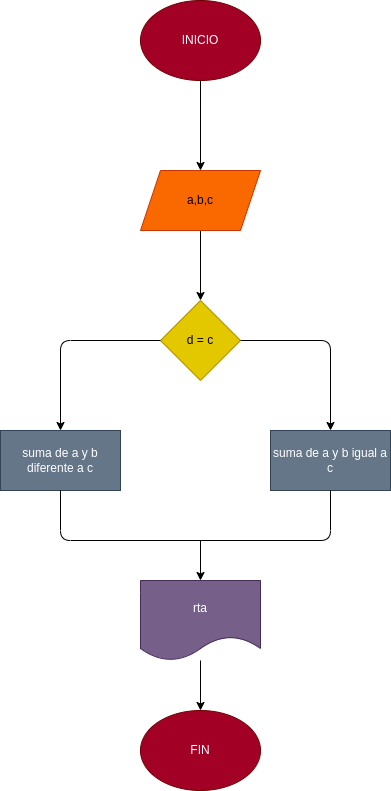 INICIO
a,b,c
d = c
suma de a y b
diferente a c
suma de a y b igual a
c
rta
FIN